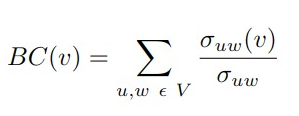 BC(v) = ∑_{u,w ϵ V} σ_{uw}(v) / σ_{uw}